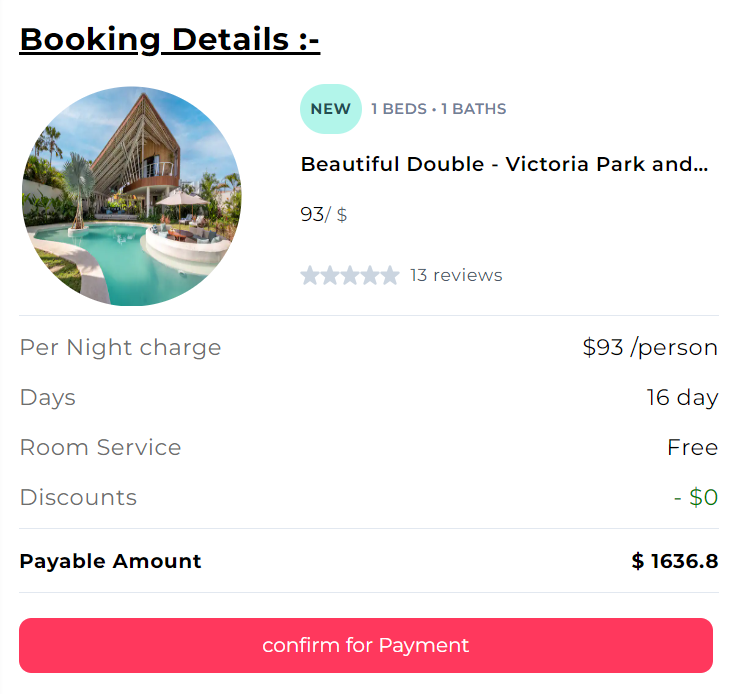 Booking Details :-
NEW 1 BEDS • 1 BATHS
Beautiful Double - Victoria Park and...
93/ $
13 reviews
Per Night charge $93 /person
Days 16 day
Room Service Free
Discounts - $0
Payable Amount $ 1636.8
confirm for Payment